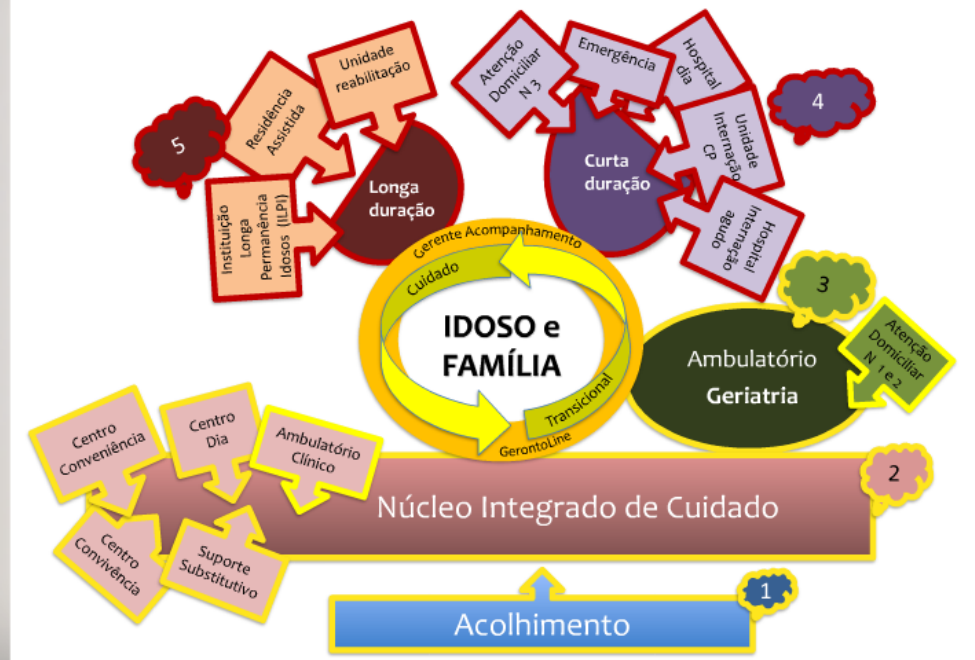 5
Residência
Assistida
Unidade
reabilitação
Instituição
Longa
Permanência
Idosos (ILPI)
Longa
duração
Atenção
Domiciliar
N 3
Emergência
Hospital
dia
Unidade
Internação
CP
Hospital
Internação
agudo
4
Curta
duração
Gerente Acompanhamento
Cuidado
Transicional
GerontoLine
IDOSO e
FAMÍLIA
3
Ambulatório
Geriatria
Atenção
Domiciliar
N 1 e 2
Centro
Conveniência
Centro
Dia
Ambulatório
Clínico
Centro
Convivência
Suporte
Substitutivo
Núcleo Integrado de Cuidado
2
1
Acolhimento